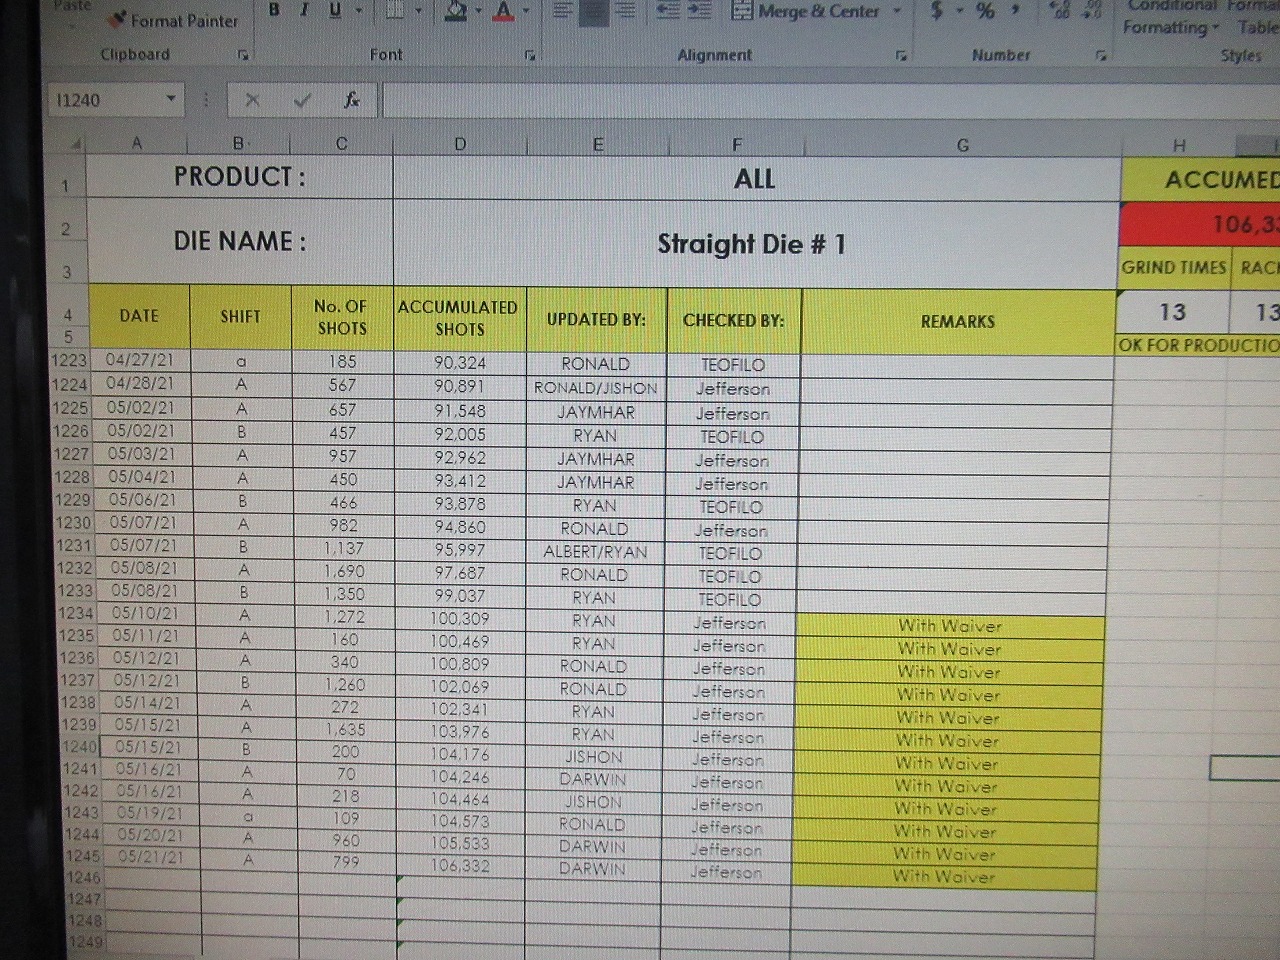 Paste
Format Painter
B I U A
Merge & Center
$ % ,
Conditional Format
Formatting Table
Clipboard Font Alignment Number Styles
I1240 fx
A B C D E F G H
1 PRODUCT : ALL ACCUMED
2 DIE NAME : Straight Die # 1 106,33
3 GRIND TIMES RACK
4 DATE SHIFT No. OF SHOTS ACCUMULATED SHOTS UPDATED BY: CHECKED BY: REMARKS 13 13
5 OK FOR PRODUCTIO
1223 04/27/21 a 185 90,324 RONALD TEOFILO
1224 04/28/21 A 567 90,891 RONALD/JISHON Jefferson
1225 05/02/21 A 657 91,548 JAYMHAR Jefferson
1226 05/02/21 B 457 92,005 RYAN TEOFILO
1227 05/03/21 A 957 92,962 JAYMHAR Jefferson
1228 05/04/21 A 450 93,412 JAYMHAR Jefferson
1229 05/06/21 B 466 93,878 RYAN TEOFILO
1230 05/07/21 A 982 94,860 RONALD Jefferson
1231 05/07/21 B 1,137 95,997 ALBERT/RYAN TEOFILO
1232 05/08/21 A 1,690 97,687 RONALD TEOFILO
1233 05/08/21 B 1,350 99,037 RYAN TEOFILO
1234 05/10/21 A 1,272 100,309 RYAN Jefferson With Waiver
1235 05/11/21 A 160 100,469 RYAN Jefferson With Waiver
1236 05/12/21 A 340 100,809 RONALD Jefferson With Waiver
1237 05/12/21 B 1,260 102,069 RONALD Jefferson With Waiver
1238 05/14/21 A 272 102,341 RYAN Jefferson With Waiver
1239 05/15/21 A 1,635 103,976 RYAN Jefferson With Waiver
1240 05/15/21 B 200 104,176 JISHON Jefferson With Waiver
1241 05/16/21 A 70 104,246 DARWIN Jefferson With Waiver
1242 05/16/21 A 218 104,464 JISHON Jefferson With Waiver
1243 05/19/21 a 109 104,573 RONALD Jefferson With Waiver
1244 05/20/21 A 960 105,533 DARWIN Jefferson With Waiver
1245 05/21/21 A 799 106,332 DARWIN Jefferson With Waiver
1246
1247
1248
1249